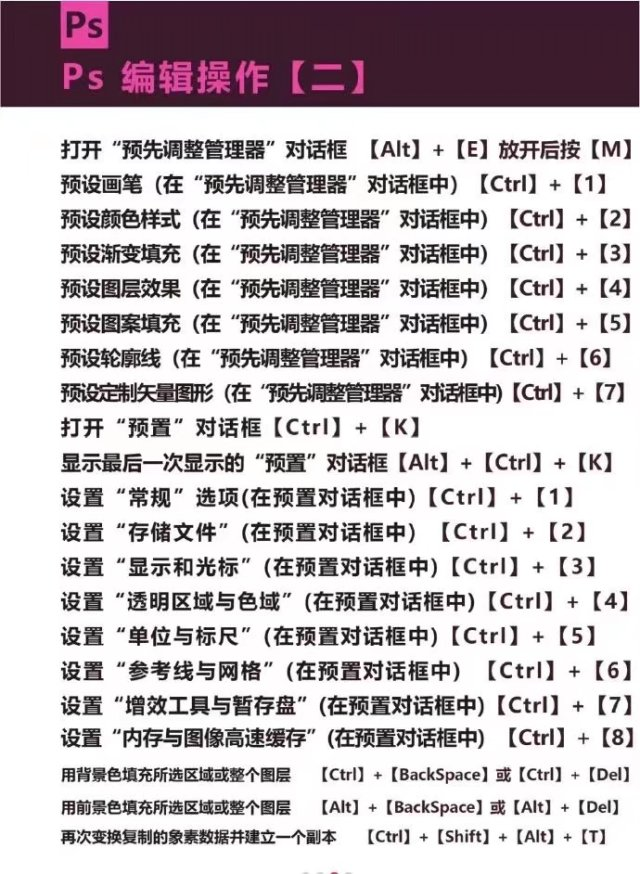 Ps
Ps 编辑操作【二】
打开“预先调整管理器”对话框 【Alt】+【E】放开后按【M】
预设画笔（在“预先调整管理器”对话框中）【Ctrl】+【1】
预设颜色样式（在“预先调整管理器”对话框中）【Ctrl】+【2】
预设渐变填充（在“预先调整管理器”对话框中）【Ctrl】+【3】
预设图层效果（在“预先调整管理器”对话框中）【Ctrl】+【4】
预设图案填充（在“预先调整管理器”对话框中）【Ctrl】+【5】
预设轮廓线（在“预先调整管理器”对话框中）【Ctrl】+【6】
预设定制矢量图形（在“预先调整管理器”对话框中)【Ctrl】+【7】
打开“预置”对话框【Ctrl】+【K】
显示最后一次显示的“预置”对话框【Alt】+【Ctrl】+【K】
设置“常规”选项(在预置对话框中)【Ctrl】+【1】
设置“存储文件”(在预置对话框中）【Ctrl】+【2】
设置“显示和光标”(在预置对话框中)【Ctrl】+【3】
设置“透明区域与色域”(在预置对话框中)【Ctrl】+【4】
设置“单位与标尺”(在预置对话框中)【Ctrl】+【5】
设置“参考线与网格”(在预置对话框中) 【Ctrl】+【6】
设置“增效工具与暂存盘”(在预置对话框中)【Ctrl】+【7】
设置“内存与图像高速缓存”(在预置对话框中) 【Ctrl】+【8】
用背景色填充所选区域或整个图层 【Ctrl】+【BackSpace】或【Ctrl】+【Del】
用前景色填充所选区域或整个图层 【Alt】+【BackSpace】或【Alt】+【Del】
再次变换复制的象素数据并建立一个副本 【Ctrl】+【Shift】+【Alt】+【T】